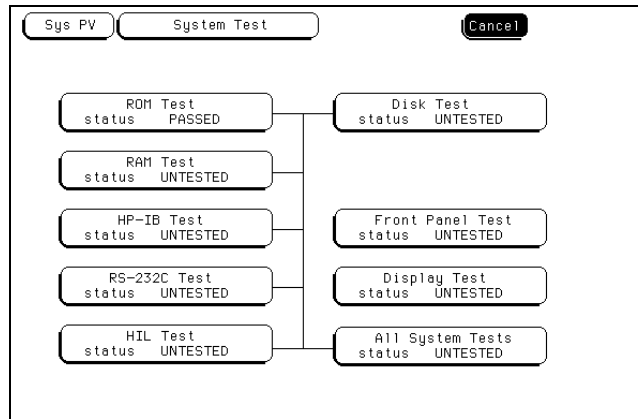 Sys PV System Test Cancel
ROM Test
status PASSED
Disk Test
status UNTESTED
RAM Test
status UNTESTED
HP-IB Test
status UNTESTED
Front Panel Test
status UNTESTED
RS-232C Test
status UNTESTED
Display Test
status UNTESTED
HIL Test
status UNTESTED
All System Tests
status UNTESTED